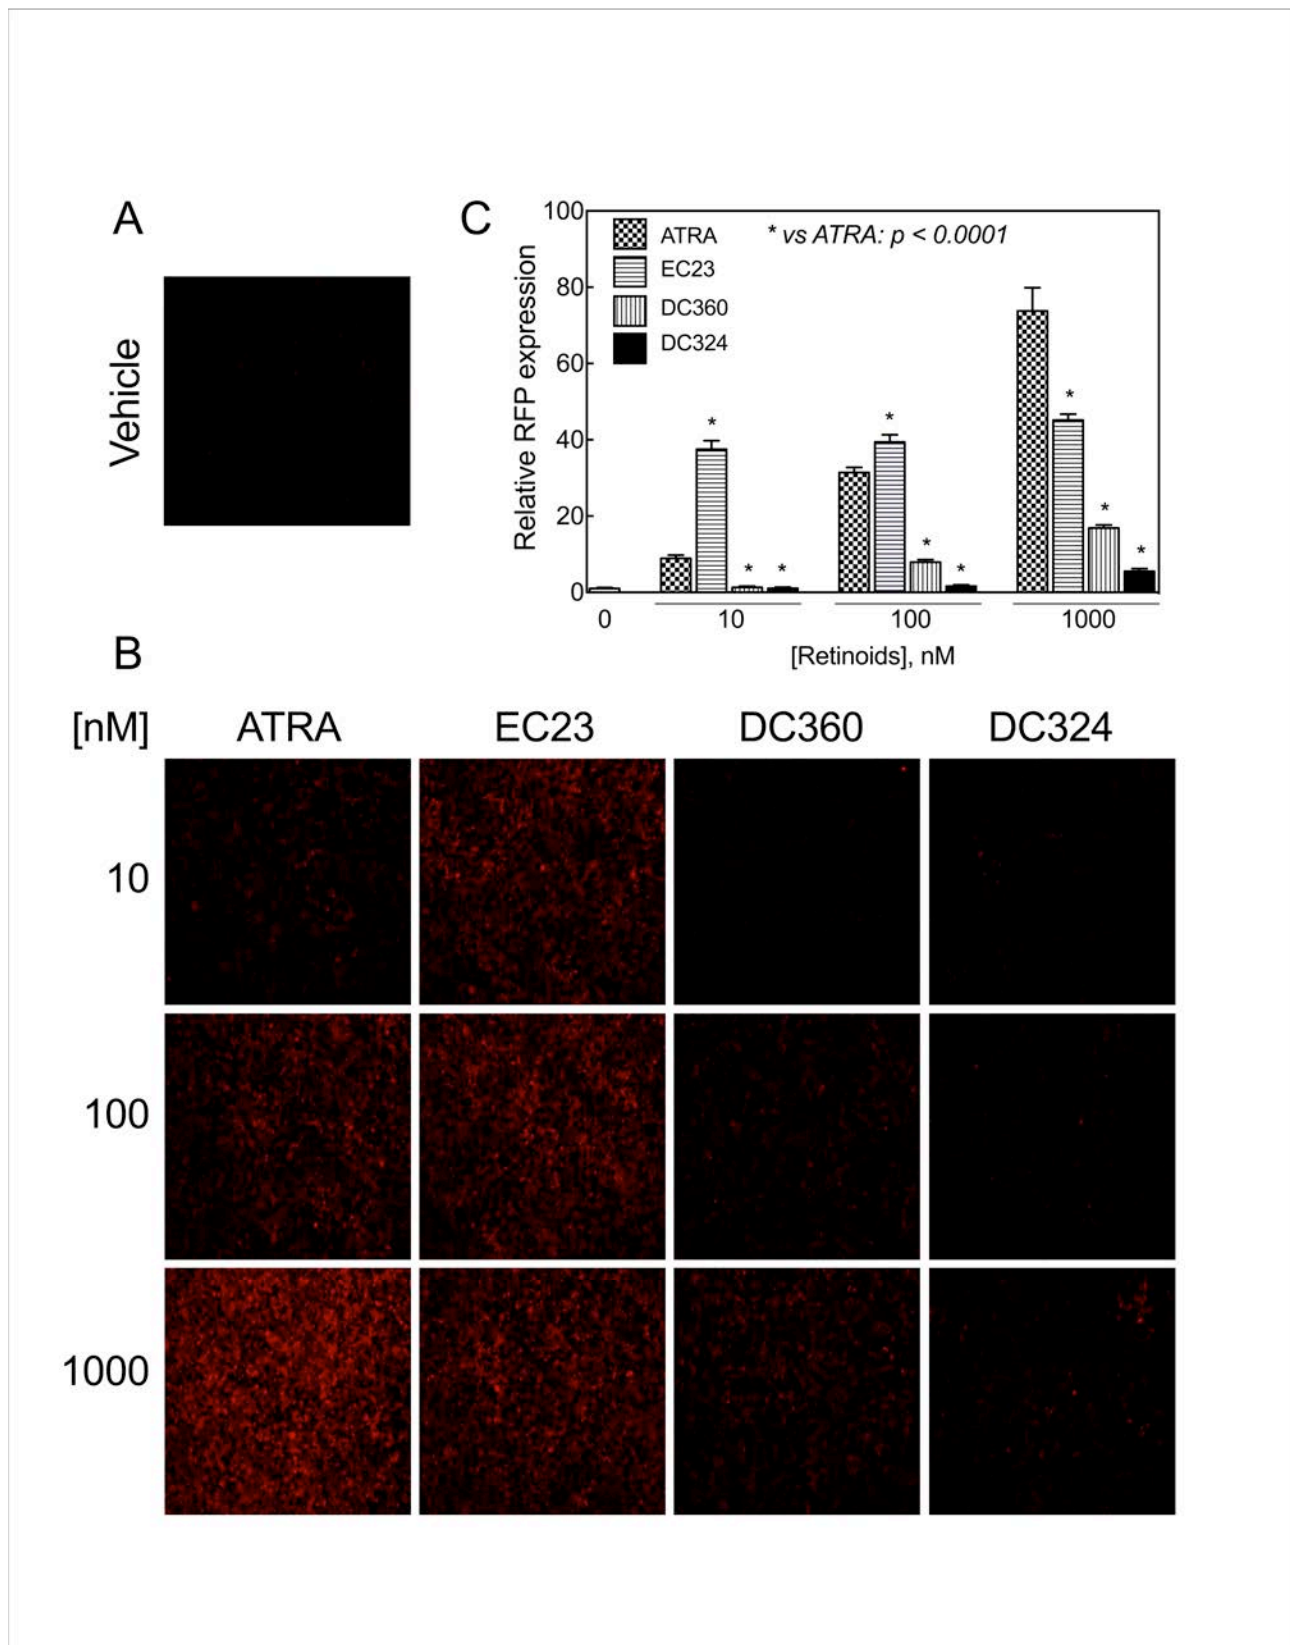 A
Vehicle
C
Relative RFP expression
100
80
60
40
20
0
ATRA
EC23
DC360
DC324
* vs ATRA: p < 0.0001
*
*
*
*
*
*
*
*
*
0
10
100
1000
[Retinoids], nM
B
[nM]
ATRA
EC23
DC360
DC324
10
100
1000